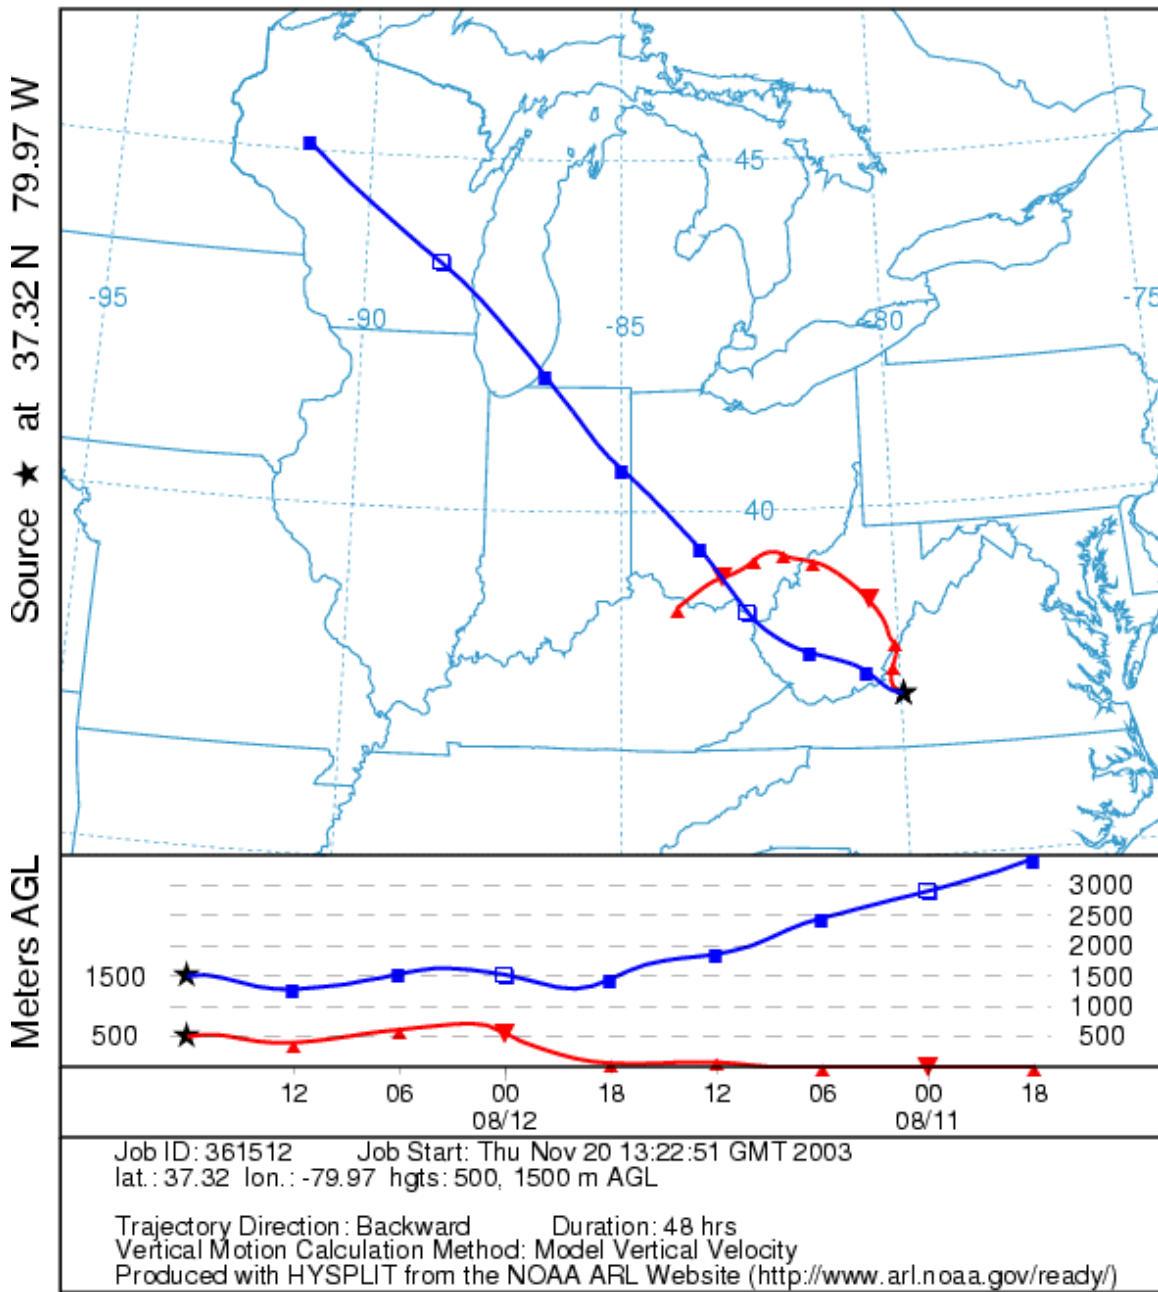 Source ★ at 37.32 N 79.97 W
45
-95
-90
-85
-80
-75
40
Meters AGL
3000
2500
2000
1500 1500
1000
500 500
12 06 00 18 12 06 00 18
08/12 08/11
Job ID: 361512 Job Start: Thu Nov 20 13:22:51 GMT 2003
lat.: 37.32 lon.: -79.97 hgts: 500, 1500 m AGL
Trajectory Direction: Backward Duration: 48 hrs
Vertical Motion Calculation Method: Model Vertical Velocity
Produced with HYSPLIT from the NOAA ARL Website (http://www.arl.noaa.gov/ready/)